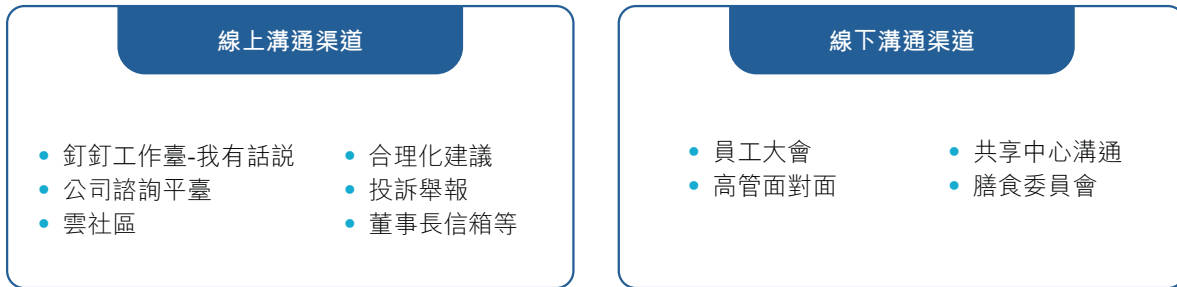 線上溝通渠道
釘釘工作臺-我有話説
公司諮詢平臺
雲社區
合理化建議
投訴舉報
董事長信箱等
線下溝通渠道
員工大會
高管面對面
共享中心溝通
膳食委員會